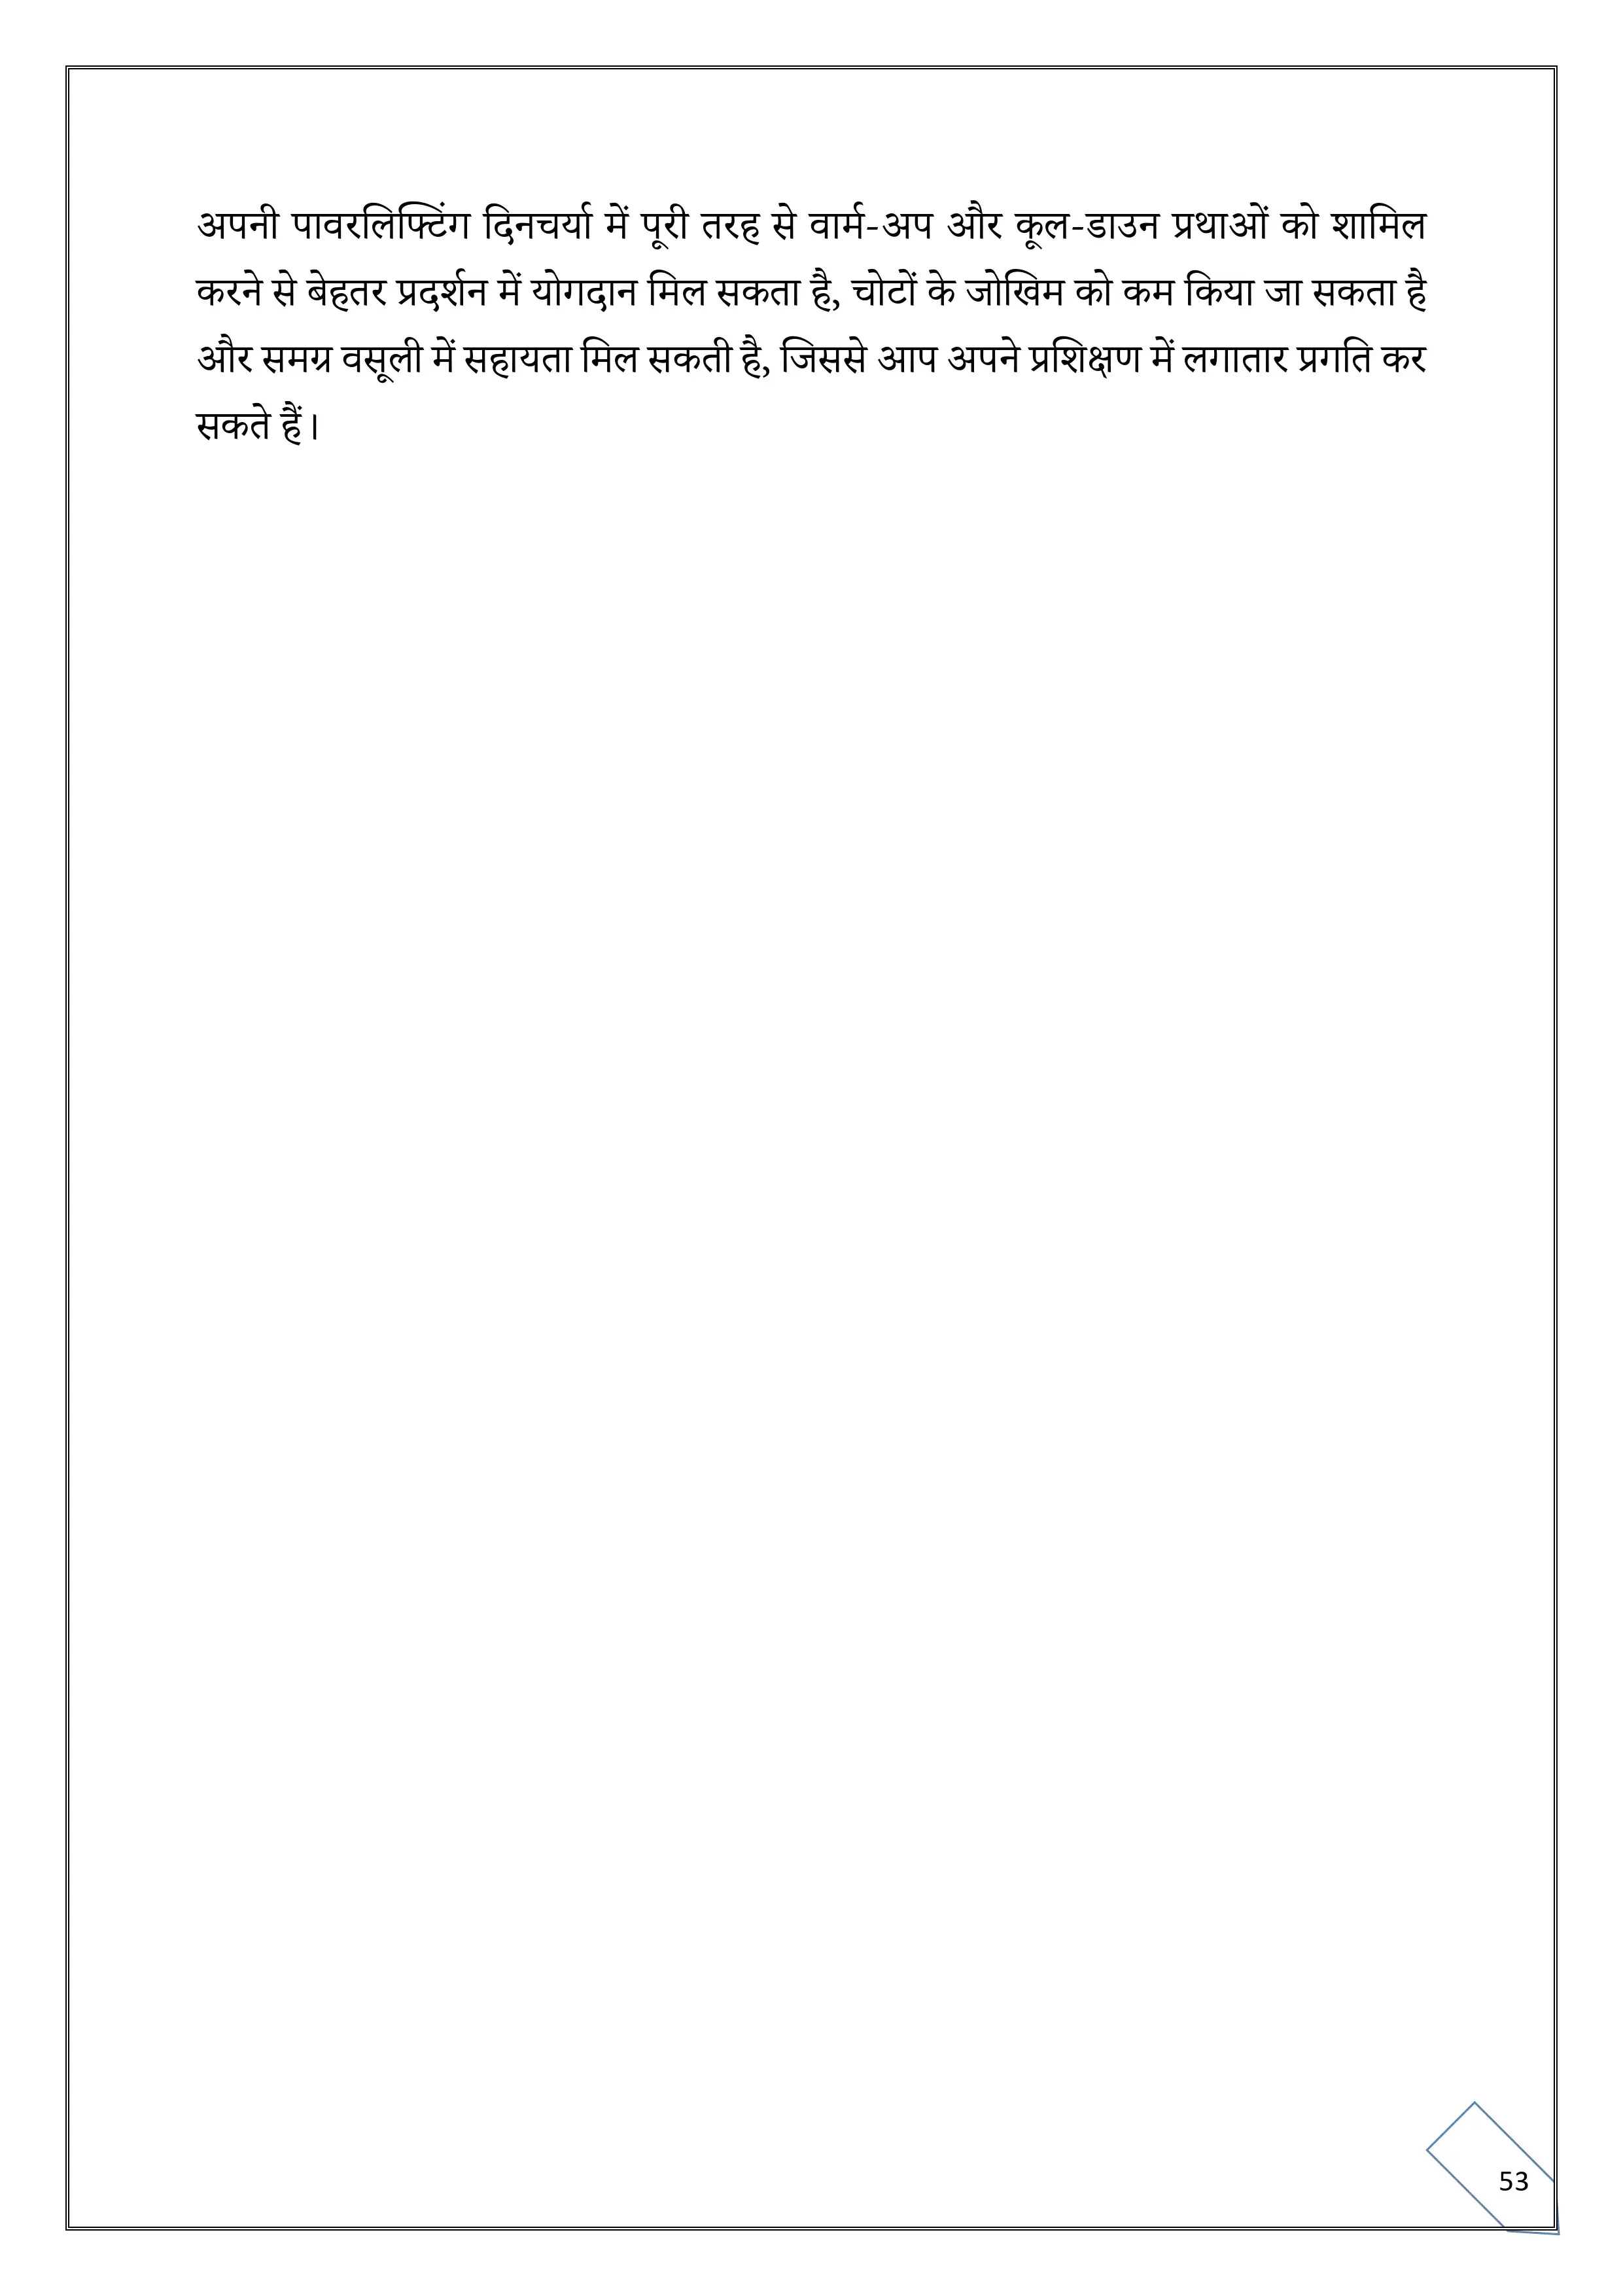 अपनी पावरलिफ्टिंग दिनचर्या में पूरी तरह से वार्म-अप और कूल-डाउन प्रथाओं को शामिल
करने से बेहतर प्रदर्शन में योगदान मिल सकता है, चोटों के जोखिम को कम किया जा सकता है
और समग्र वसूली में सहायता मिल सकती है, जिससे आप अपने प्रशिक्षण में लगातार प्रगति कर
सकते हैं।
53